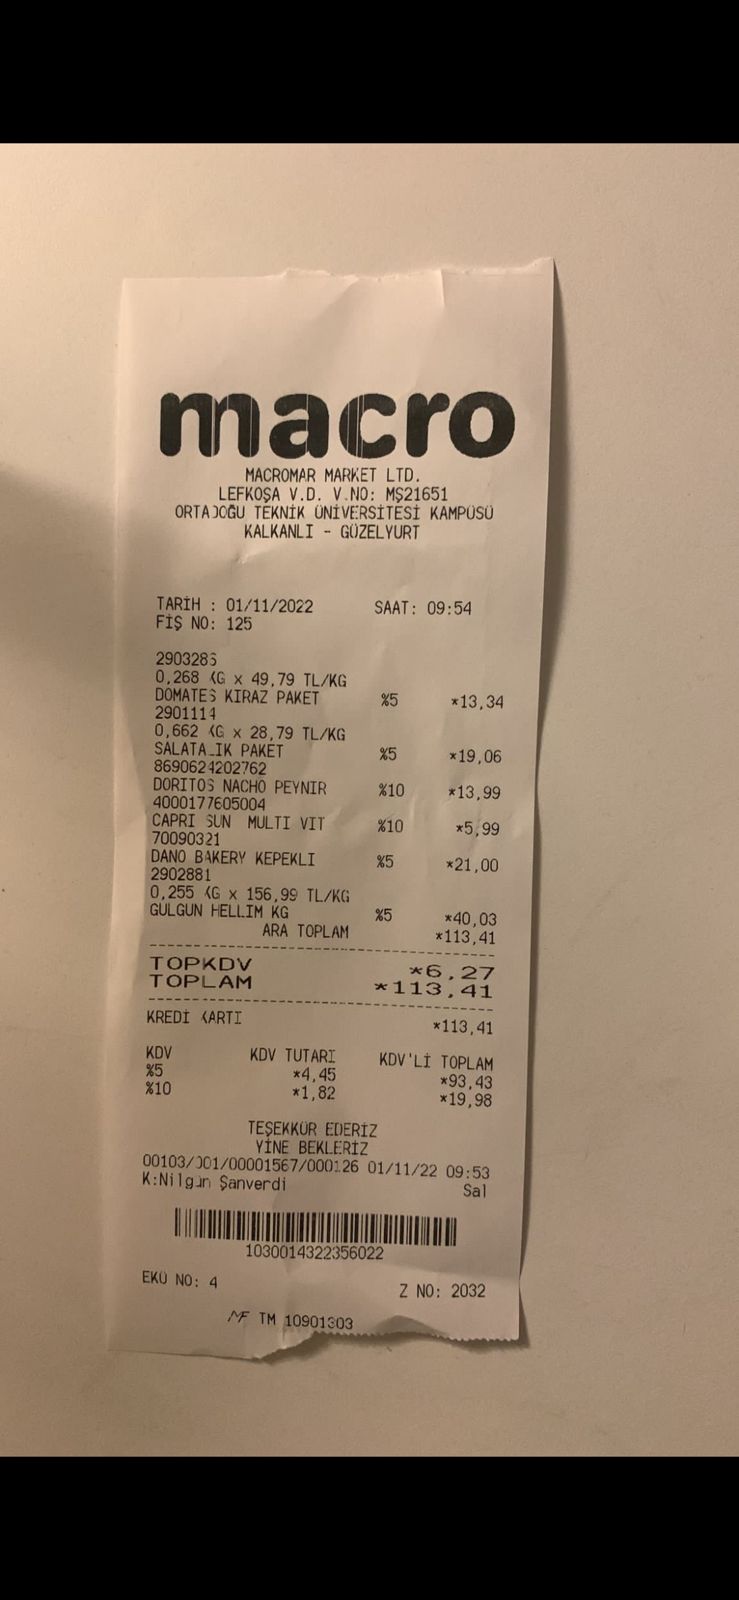 macro
MACROMAR MARKET LTD.
LEFKOŞA V.D. V.NO: MŞ21651
ORTADOĞU TEKNİK ÜNİVERSİTESİ KAMPÜSÜ
KALKANLI - GÜZELYURT
TARİH : 01/11/2022 SAAT: 09:54
FİŞ NO: 125
2903286
0,268 KG x 49,79 TL/KG
DOMATES KIRAZ PAKET %5 *13,34
2901114
0,662 KG x 28,79 TL/KG
SALATALIK PAKET %5 *19,06
8690624202762
DORITOS NACHO PEYNIR %10 *13,99
4000177605004
CAPRI SUN MULTI VIT %10 *5,99
70090321
DANO BAKERY KEPEKLI %5 *21,00
2902881
0,255 KG x 156,99 TL/KG
GULGUN HELLIM KG %5 *40,03
ARA TOPLAM *113,41
TOPKDV *6,27
TOPLAM *113,41
KREDİ KARTI *113,41
KDV KDV TUTARI KDV'Lİ TOPLAM
%5 *4,45 *93,43
%10 *1,82 *19,98
TEŞEKKÜR EDERİZ
YİNE BEKLERİZ
00103/001/00001567/000126 01/11/22 09:53
K:Nilgün Şanverdi Sal
1030014322356022
EKÜ NO: 4 Z NO: 2032
MF TM 10901303